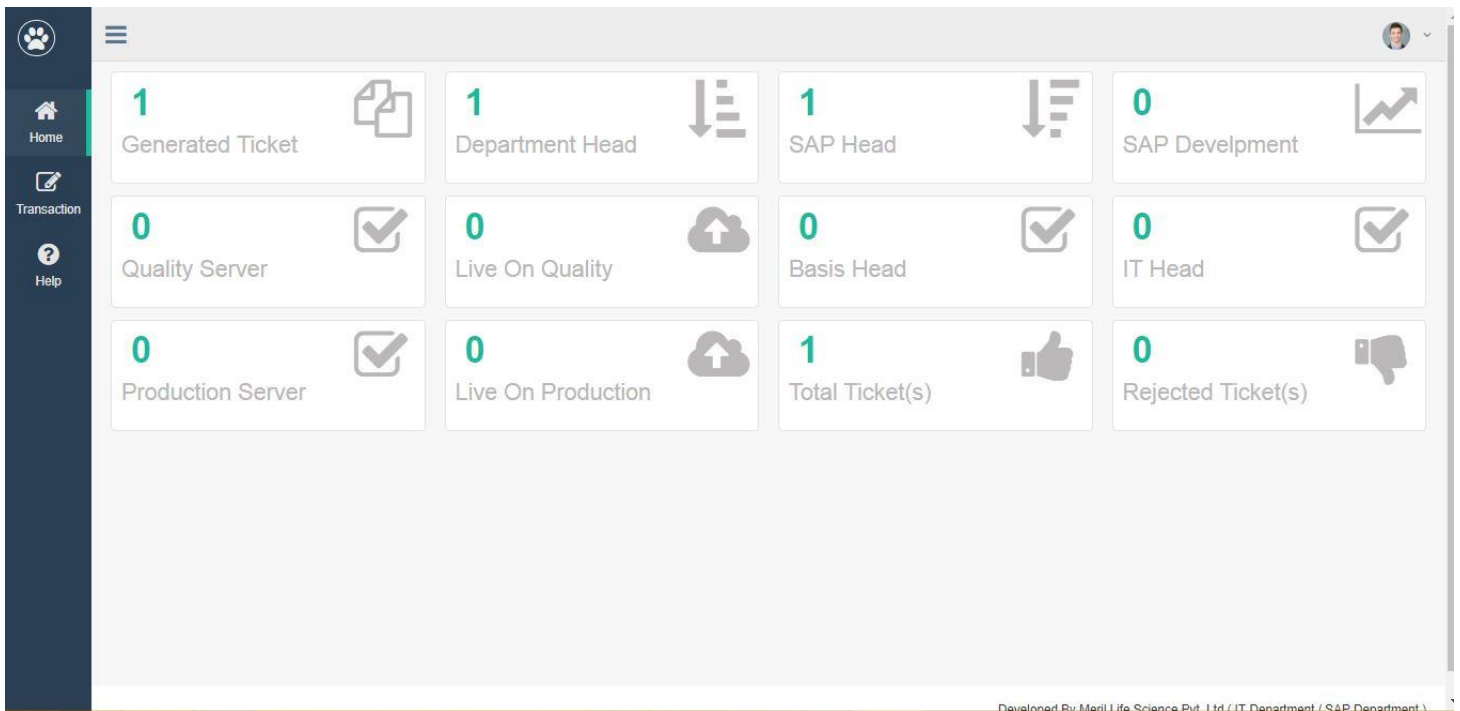 1
Generated Ticket
1
Department Head
1
SAP Head
0
SAP Develpment
Home
Transaction
Help
0
Quality Server
0
Live On Quality
0
Basis Head
0
IT Head
0
Production Server
0
Live On Production
1
Total Ticket(s)
0
Rejected Ticket(s)
Developed By Meril Life Science Pvt. Ltd ( IT Department / SAP Department )